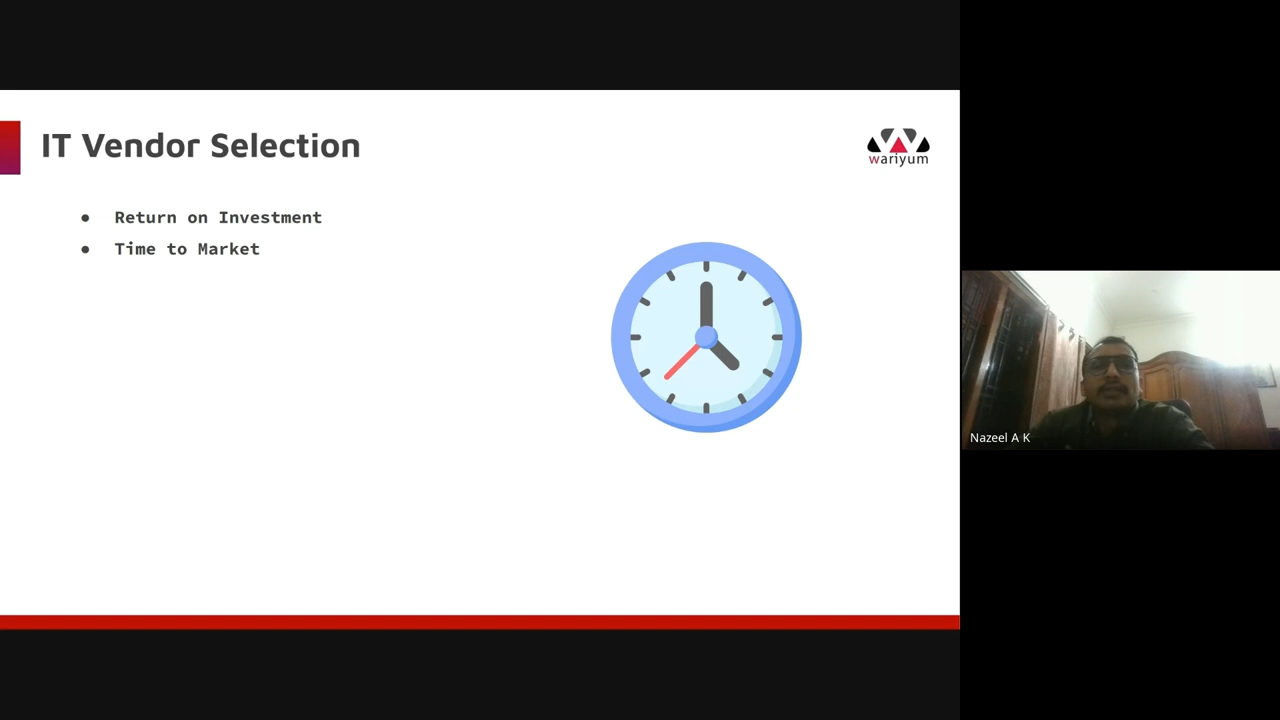 IT Vendor Selection
wariyum
● Return on Investment
● Time to Market
Nazeel A K